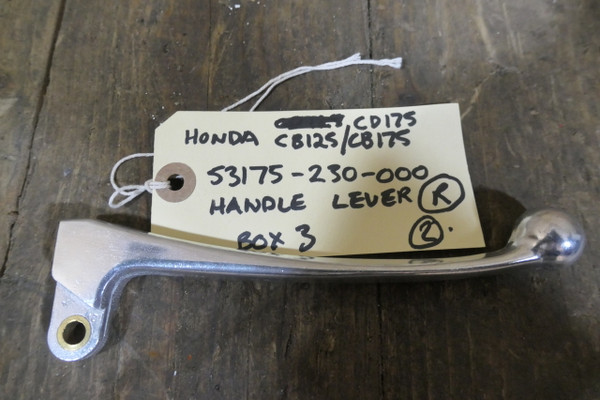 CD175
HONDA CB125/CB175
53175-230-000
HANDLE LEVER R
BOX 3 2.